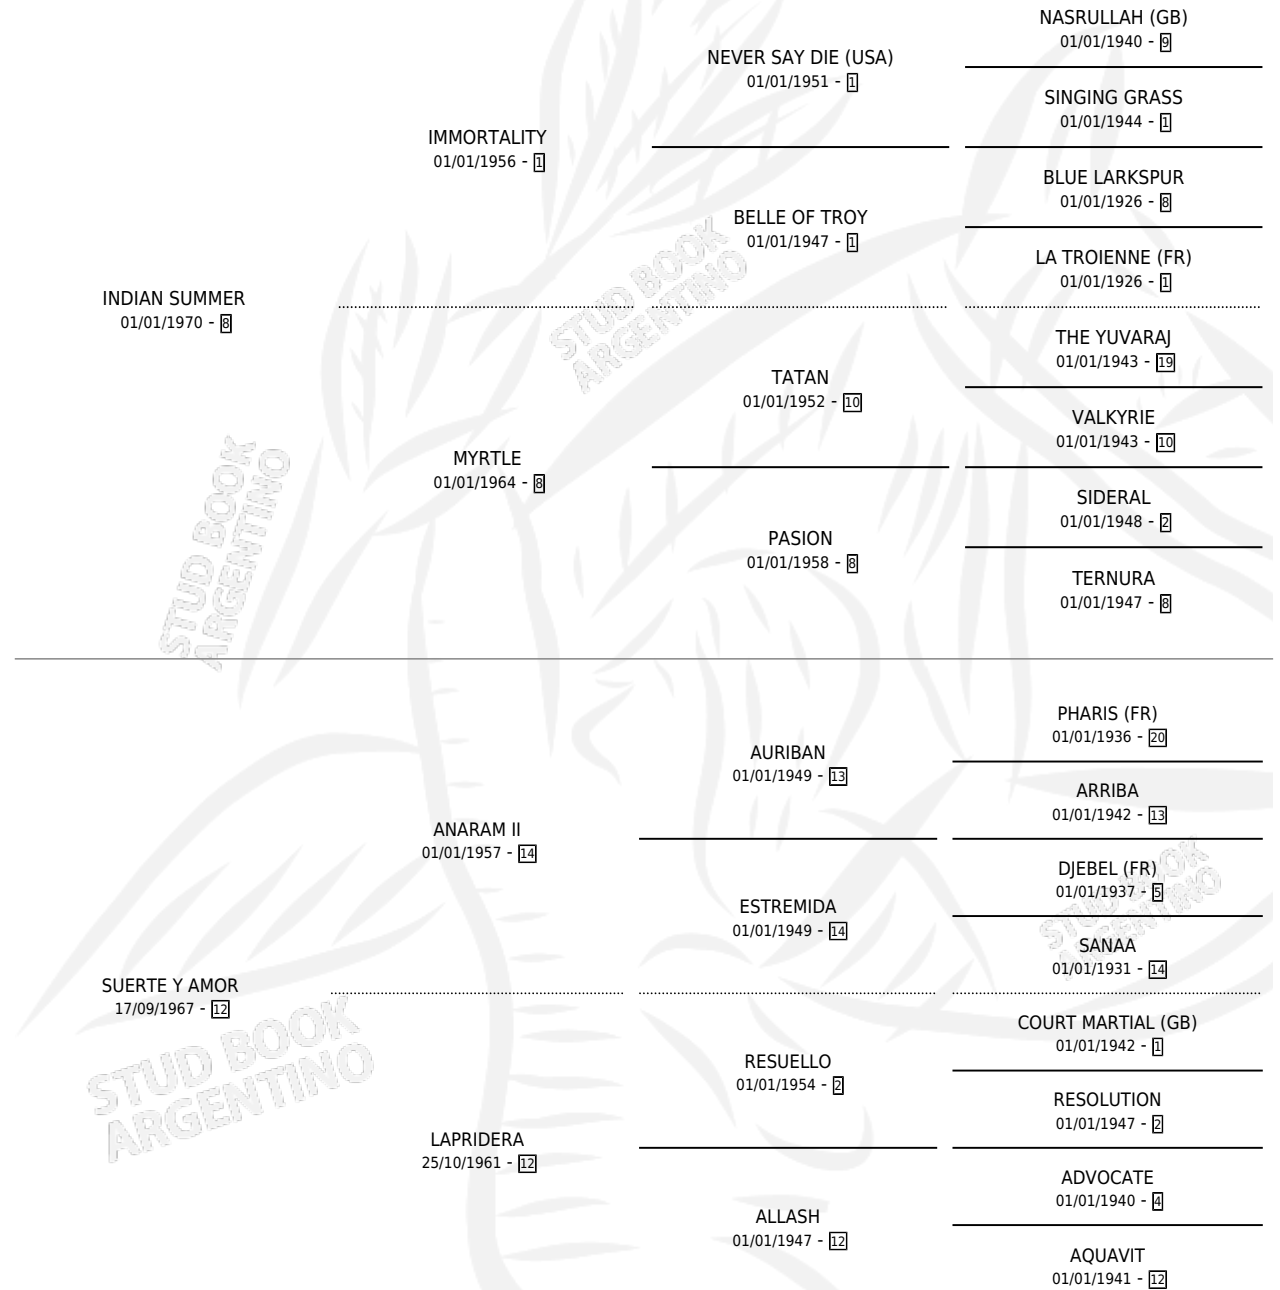 NASRULLAH (GB)
01/01/1940 - 9
NEVER SAY DIE (USA)
01/01/1951 - 1
SINGING GRASS
01/01/1944 - 1
IMMORTALITY
01/01/1956 - 1
BLUE LARKSPUR
01/01/1926 - 8
BELLE OF TROY
01/01/1947 - 1
LA TROIENNE (FR)
01/01/1926 - 1
INDIAN SUMMER
01/01/1970 - 8
THE YUVARAJ
01/01/1943 - 19
TATAN
01/01/1952 - 10
VALKYRIE
01/01/1943 - 10
MYRTLE
01/01/1964 - 8
SIDERAL
01/01/1948 - 2
PASION
01/01/1958 - 8
TERNURA
01/01/1947 - 8
STUD BOOK
ARGENTINO
STUD BOOK
ARGENTINO
PHARIS (FR)
01/01/1936 - 20
AURIBAN
01/01/1949 - 13
ARRIBA
01/01/1942 - 13
ANARAM II
01/01/1957 - 14
DJEBEL (FR)
01/01/1937 - 5
ESTREMIDA
01/01/1949 - 14
SANAA
01/01/1931 - 14
SUERTE Y AMOR
17/09/1967 - 12
COURT MARTIAL (GB)
01/01/1942 - 1
RESUELLO
01/01/1954 - 2
RESOLUTION
01/01/1947 - 2
LAPRIDERA
25/10/1961 - 12
ADVOCATE
01/01/1940 - 4
ALLASH
01/01/1947 - 12
AQUAVIT
01/01/1941 - 12
STUD BOOK
ARGENTINO
STUD BOOK
ARGENTINO